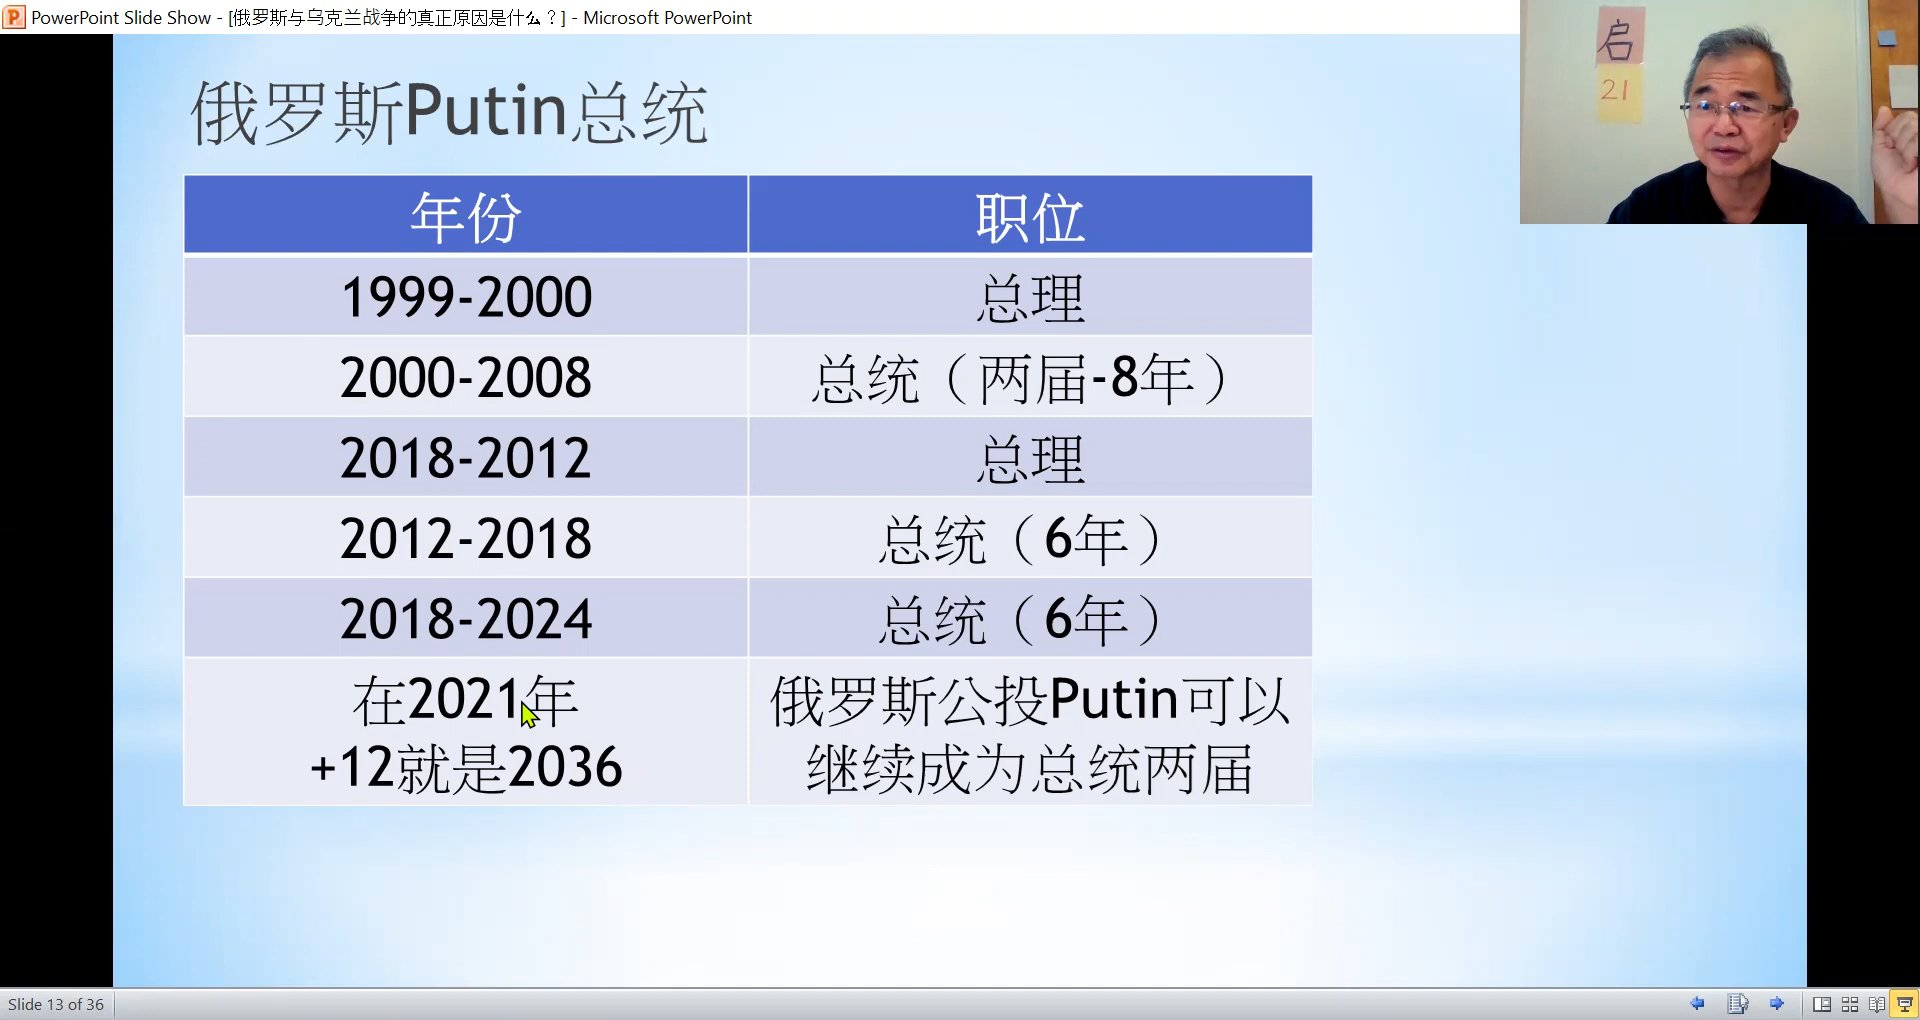 PowerPoint Slide Show - [俄罗斯与乌克兰战争的真正原因是什么？] - Microsoft PowerPoint
启
21
俄罗斯Putin总统
年份 职位
1999-2000 总理
2000-2008 总统（两届-8年）
2018-2012 总理
2012-2018 总统（6年）
2018-2024 总统（6年）
在2021年
+12就是2036
俄罗斯公投Putin可以
继续成为总统两届
Slide 13 of 36